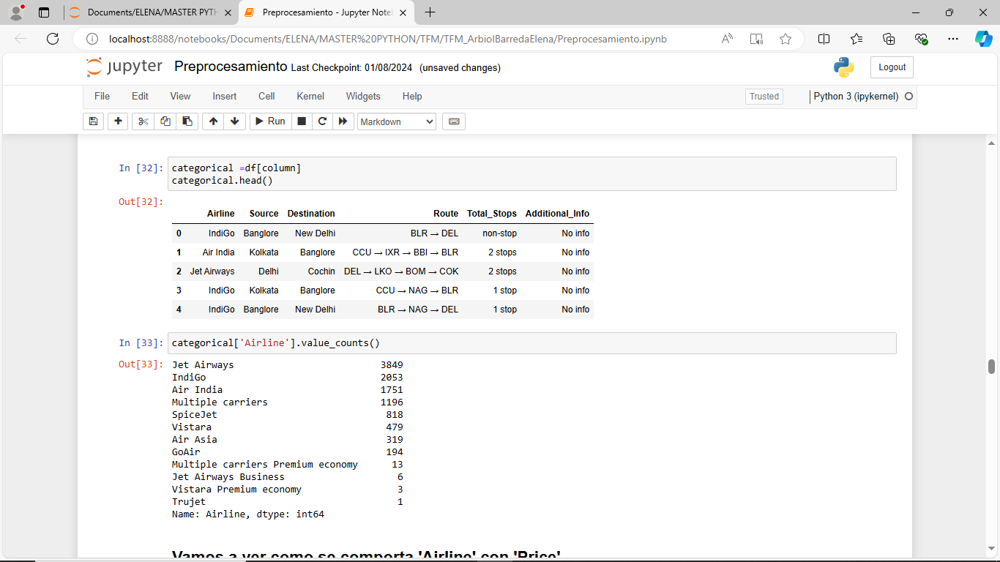 Documents/ELENA/MASTER PYTH
Preprocesamiento - Jupyter Note
localhost:8888/notebooks/Documents/ELENA/MASTER%20PYTHON/TFM/TFM_ArbiolBarredaElena/Preprocesamiento.ipynb
jupyter Preprocesamiento Last Checkpoint: 01/08/2024 (unsaved changes)
Logout
File Edit View Insert Cell Kernel Widgets Help
Trusted
Python 3 (ipykernel)
Run
Markdown
In [32]: categorical =df[column]
categorical.head()
Out[32]:
Airline Source Destination Route Total_Stops Additional_Info
0 IndiGo Banglore New Delhi BLR → DEL non-stop No info
1 Air India Kolkata Banglore CCU → IXR → BBI → BLR 2 stops No info
2 Jet Airways Delhi Cochin DEL → LKO → BOM → COK 2 stops No info
3 IndiGo Kolkata Banglore CCU → NAG → BLR 1 stop No info
4 IndiGo Banglore New Delhi BLR → NAG → DEL 1 stop No info
In [33]: categorical['Airline'].value_counts()
Out[33]: Jet Airways 3849
IndiGo 2053
Air India 1751
Multiple carriers 1196
SpiceJet 818
Vistara 479
Air Asia 319
GoAir 194
Multiple carriers Premium economy 13
Jet Airways Business 6
Vistara Premium economy 3
Trujet 1
Name: Airline, dtype: int64
Vamos a ver como se comporta 'Airline' con 'Price'